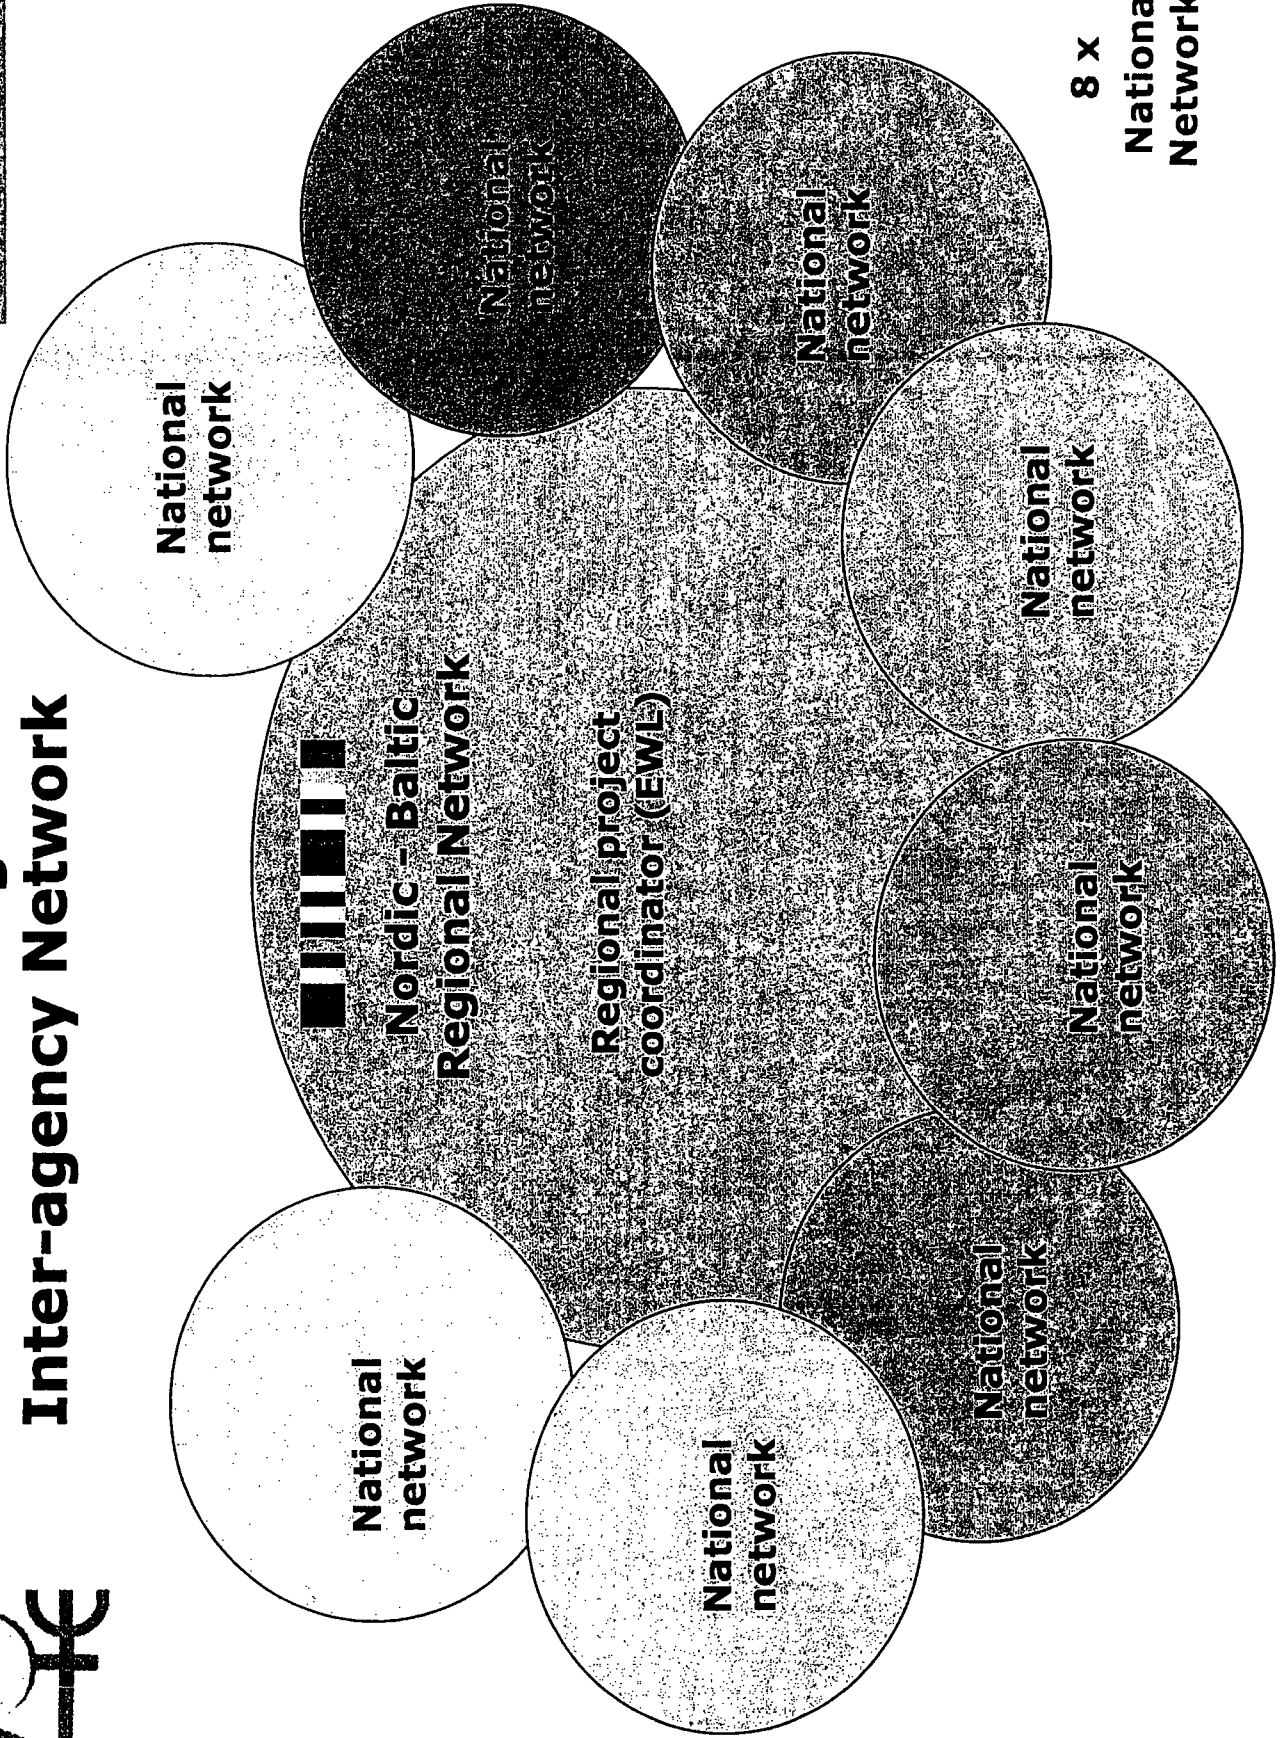 Inter-agency Network
National
network
National
network
Nordic – Baltic
Regional Network
National
network
Regional project
coordinator (EWL)
National
network
National
network
National
network
National
network
National
network
8 x
Nationa
Network